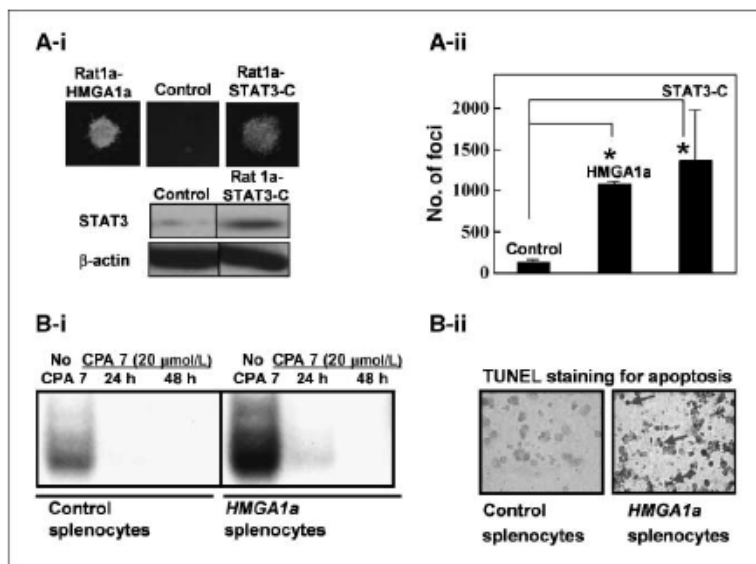 A-i
Rat1a-
HMGA1a
Control
Rat1a-
STAT3-C
Control
Rat 1a-
STAT3-C
STAT3
β-actin
A-ii
No. of foci
2000
1500
1000
500
0
Control
HMGA1a
*
STAT3-C
*
B-i
No CPA 7 (20 μmol/L) No CPA 7 (20 μmol/L)
CPA 7 24 h 48 h CPA 7 24 h 48 h
Control HMGA1a
splenocytes splenocytes
B-ii
TUNEL staining for apoptosis
Control HMGA1a
splenocytes splenocytes